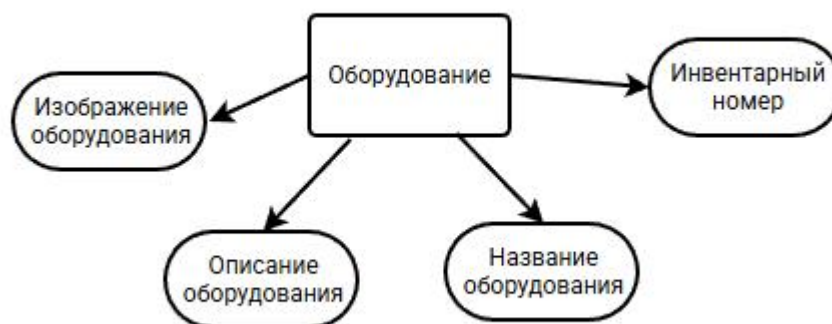 Оборудование
Инвентарный
номер
Изображение
оборудования
Описание
оборудования
Название
оборудования